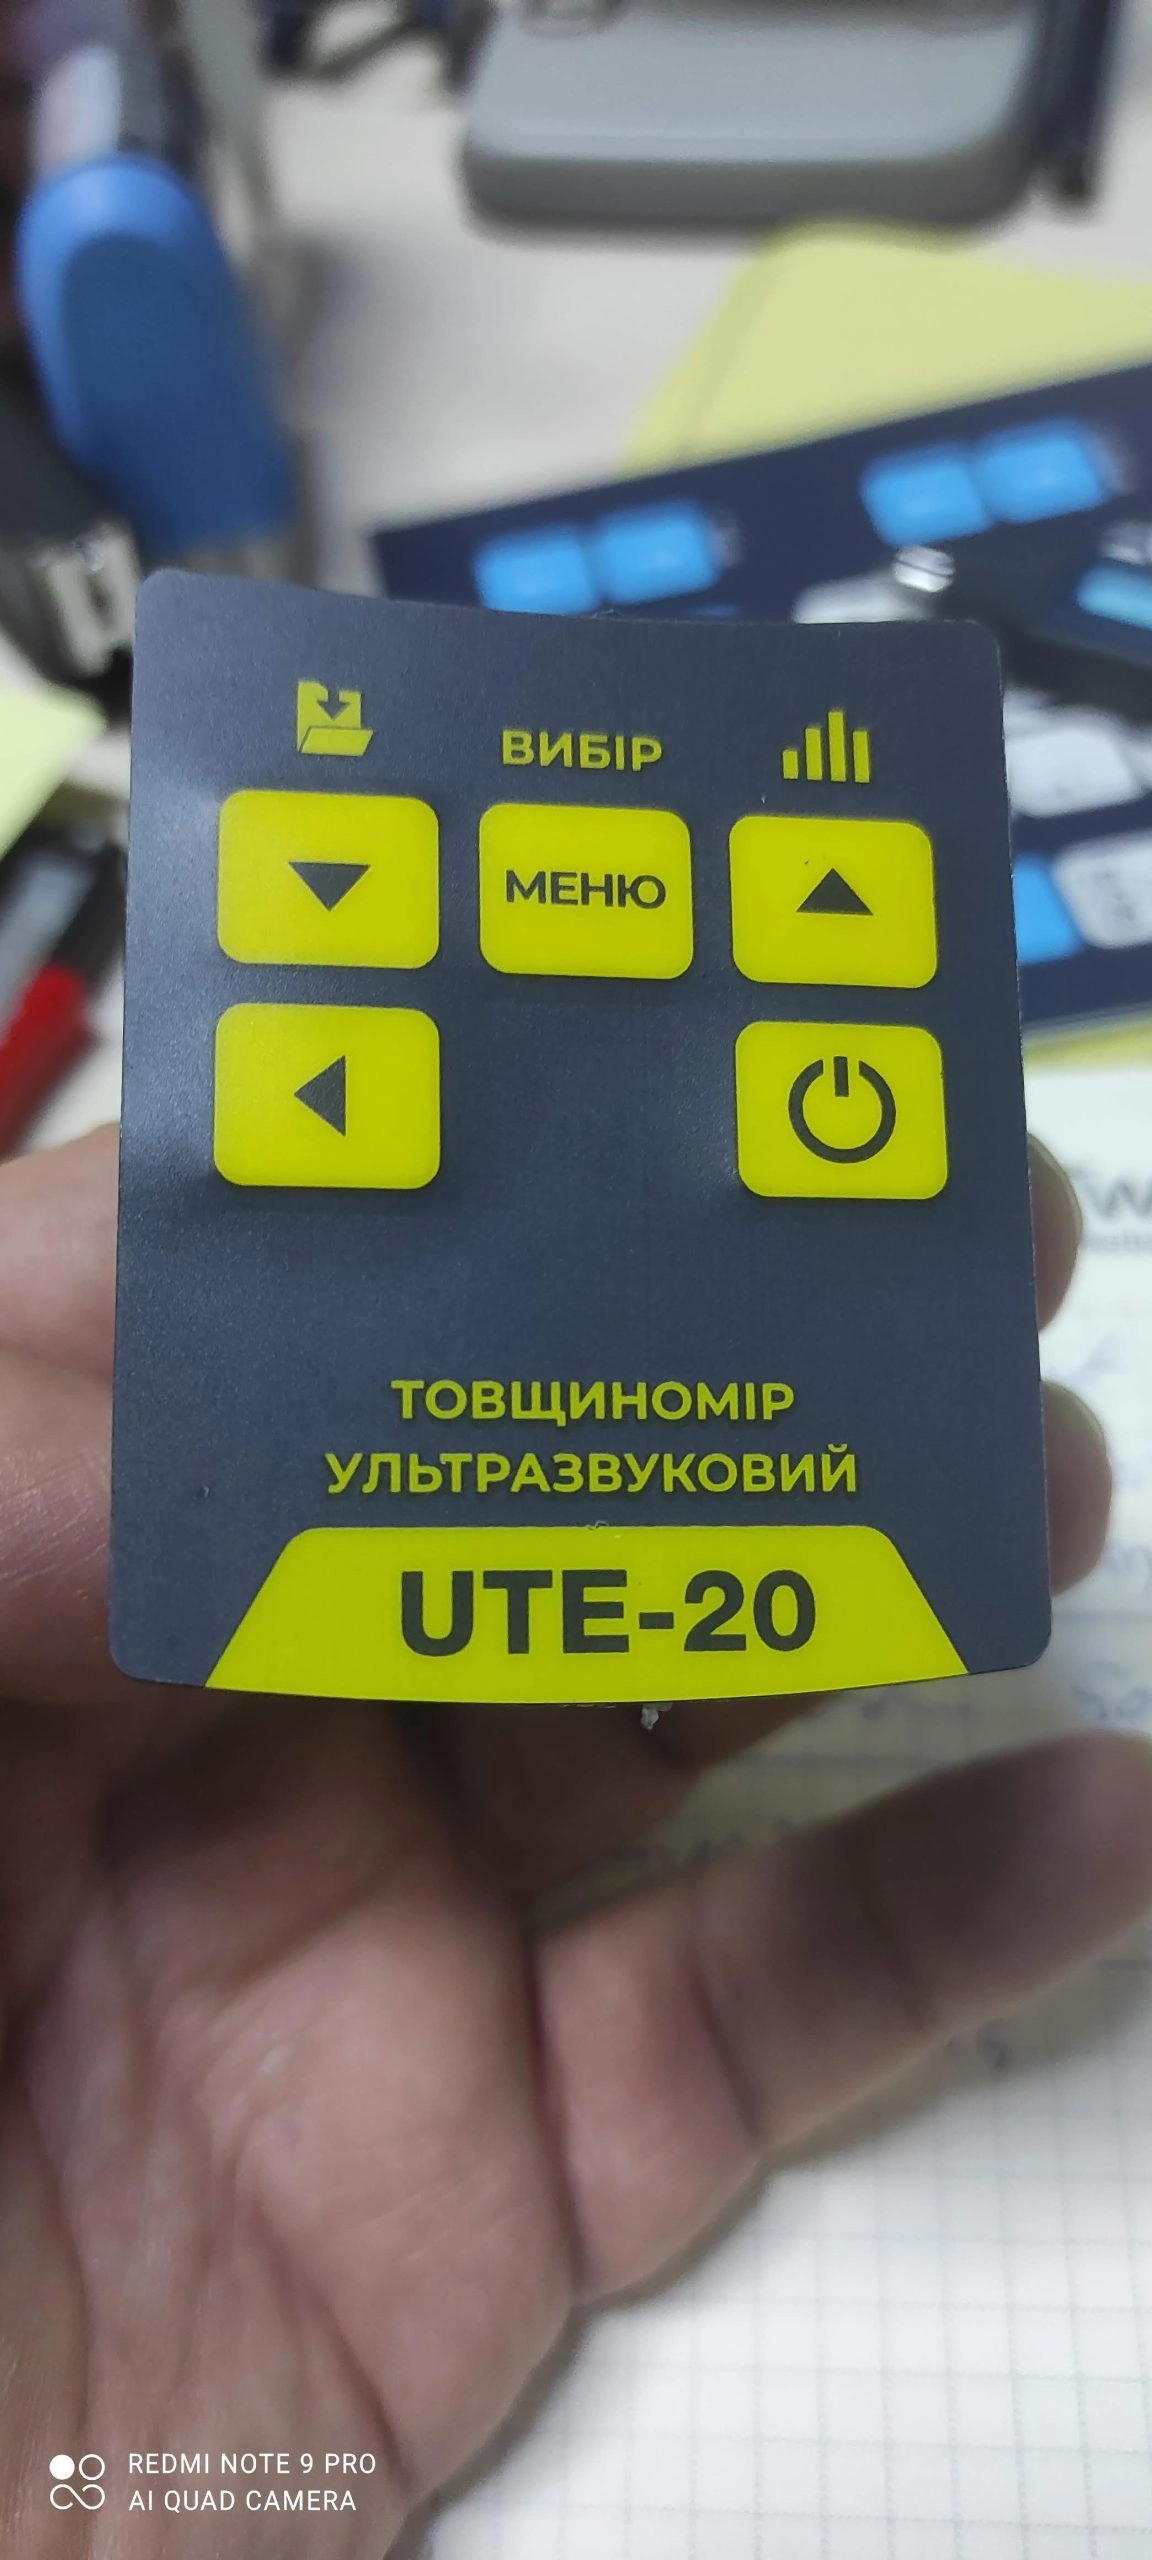 ВИБІР
МЕНЮ
ТОВЩИНОМІР
УЛЬТРАЗВУКОВИЙ
UTE-20
REDMI NOTE 9 PRO
AI QUAD CAMERA